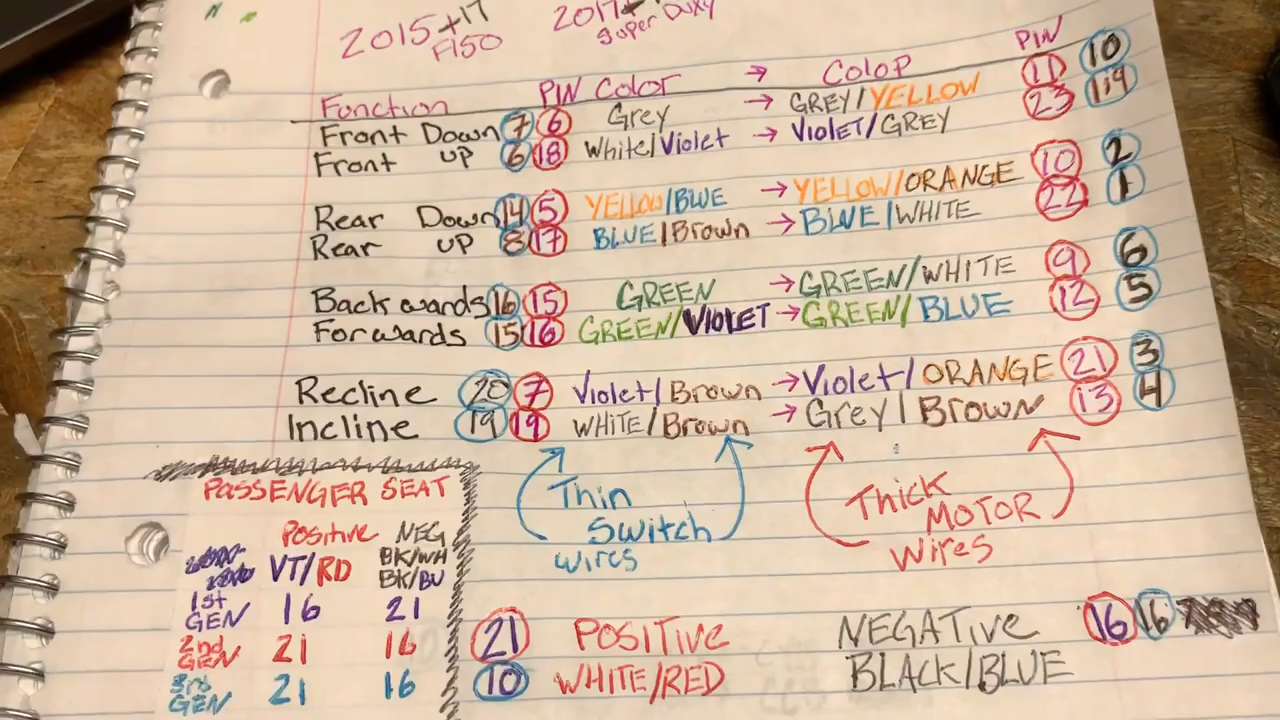 2015+17 2017+
F150 Super Duty
PIN
Function PIN Color → Color 10
Front Down 7 6 Grey → GREY/YELLOW 11 19
Front UP 6 18 White/Violet → VIOLET/GREY 23
Rear Down 14 5 YELLOW/BLUE → YELLOW/ORANGE 10 2
Rear UP 8 17 BLUE/Brown → BLUE/WHITE 22 1
Backwards 16 15 GREEN → GREEN/WHITE 9 6
Forwards 15 16 GREEN/VIOLET → GREEN/BLUE 12 5
Recline 20 7 Violet/Brown → Violet/ORANGE 21 3
Incline 19 19 WHITE/Brown → Grey/Brown 13 4
Thin
Switch
wires
Thick
MOTOR
Wires
PASSENGER SEAT
Positive NEG
VT/RD BK/WH
BK/BU
1st
GEN 16 21
2nd
GEN 21 16
3rd
GEN 21 16
21 POSITIVE NEGATIVE 16 16
10 WHITE/RED BLACK/BLUE